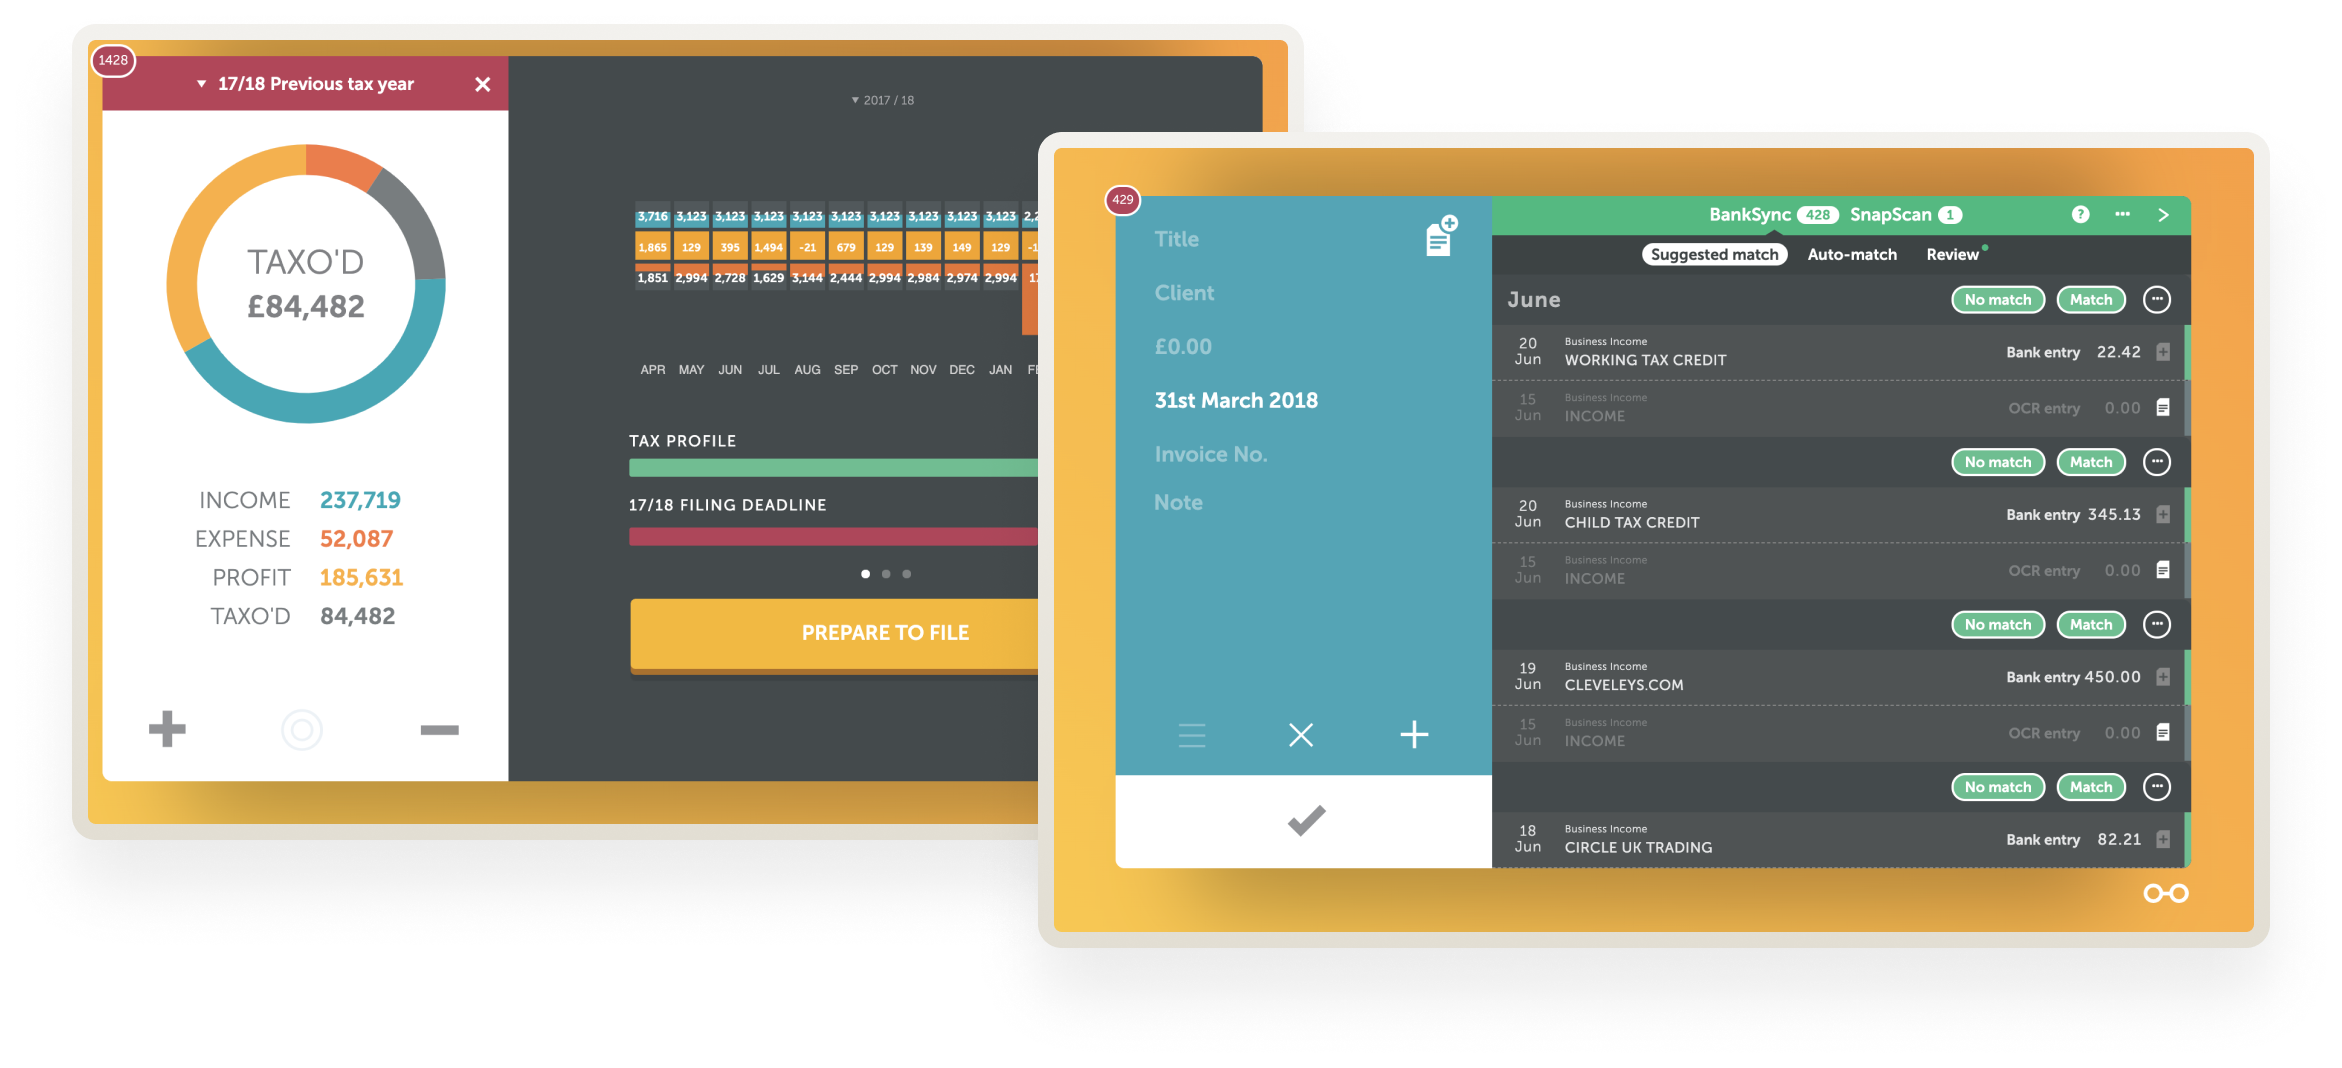 1428
17/18 Previous tax year
TAXO'D
£84,482
INCOME 237,719
EXPENSE 52,087
PROFIT 185,631
TAXO'D 84,482
2017 / 18
3,716 3,123 3,123 3,123 3,123 3,123 3,123 3,123 3,123 3,123
1,865 129 395 1,494 -21 679 129 139 149 129
1,851 2,994 2,728 1,629 3,144 2,444 2,994 2,984 2,974 2,994
APR MAY JUN JUL AUG SEP OCT NOV DEC JAN
TAX PROFILE
17/18 FILING DEADLINE
PREPARE TO FILE
429
Title
Client
£0.00
31st March 2018
Invoice No.
Note
BankSync 428 SnapScan 1 ?
Suggested match Auto-match Review
June No match Match
20 Jun Business Income
WORKING TAX CREDIT Bank entry 22.42
15 Jun Business Income
INCOME OCR entry 0.00
No match Match
20 Jun Business Income
CHILD TAX CREDIT Bank entry 345.13
15 Jun Business Income
INCOME OCR entry 0.00
No match Match
19 Jun Business Income
CLEVELEYS.COM Bank entry 450.00
15 Jun Business Income
INCOME OCR entry 0.00
No match Match
18 Jun Business Income
CIRCLE UK TRADING Bank entry 82.21